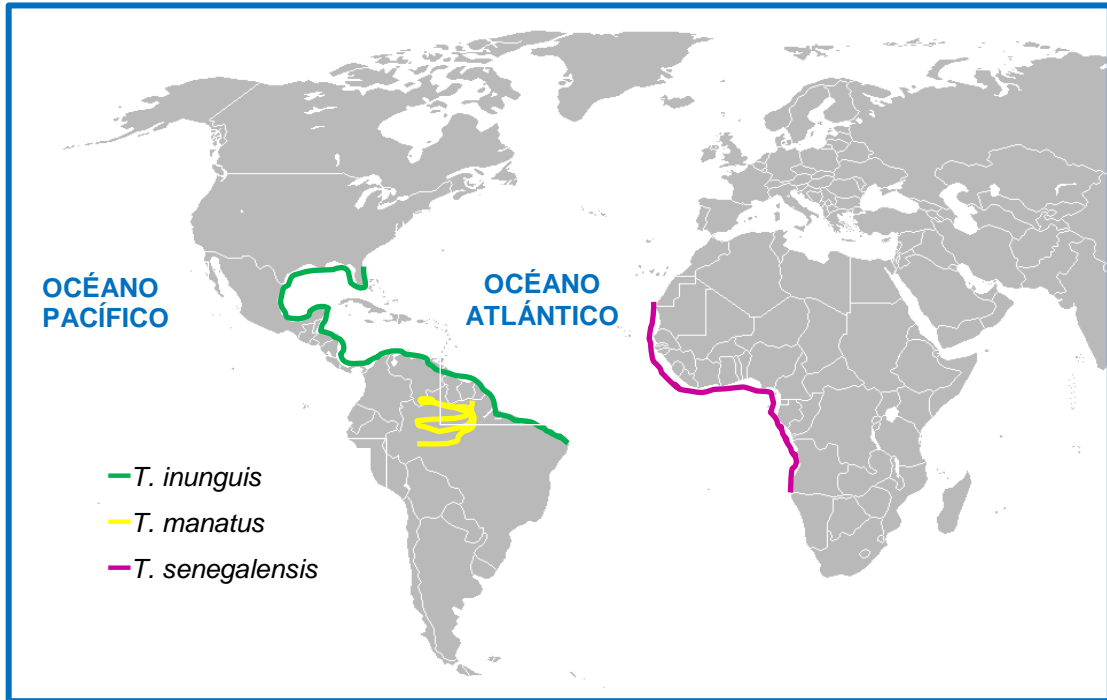 OCÉANO
PACÍFICO
OCÉANO
ATLÁNTICO
T. inunguis
T. manatus
T. senegalensis